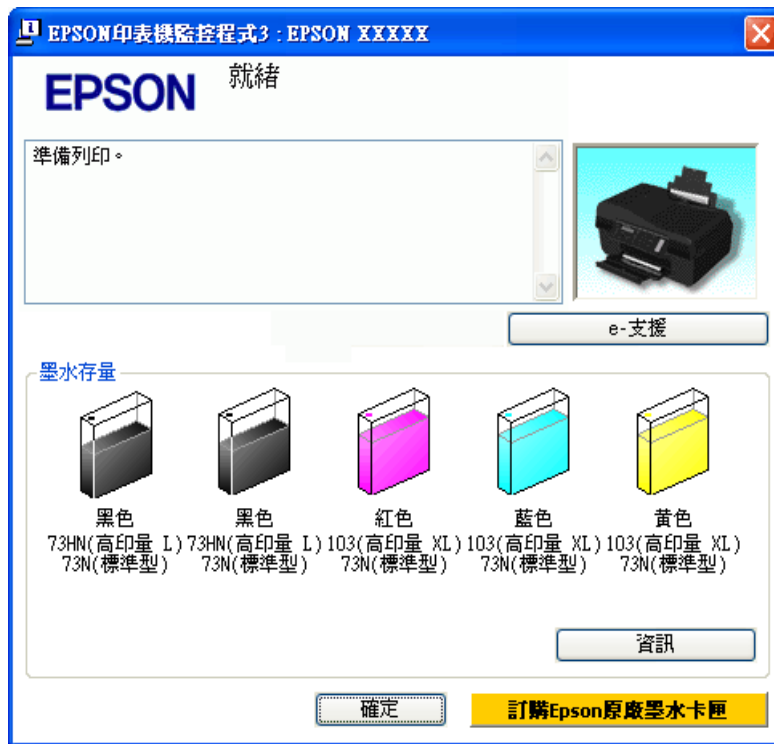 EPSON印表機監控程式3 : EPSON XXXXX
EPSON
就緒
準備列印。
e-支援
墨水存量
黑色 黑色 紅色 藍色 黃色
73HN(高印量 L) 73HN(高印量 L) 103(高印量 XL) 103(高印量 XL) 103(高印量 XL)
73N(標準型) 73N(標準型) 73N(標準型) 73N(標準型) 73N(標準型)
資訊
確定 訂購Epson原廠墨水卡匣